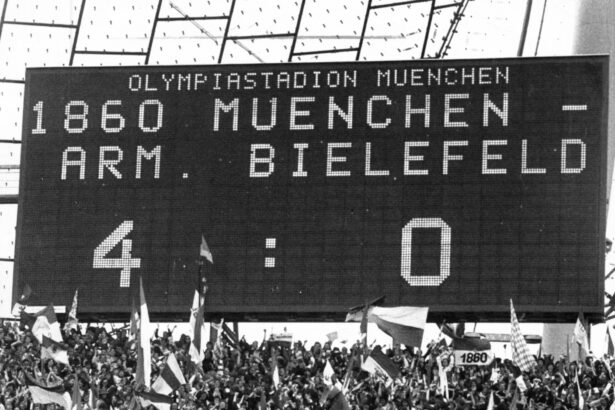 OLYMPIASTADION MUENCHEN
1860 MUENCHEN -
ARM. BIELEFELD
4 : 0
1860